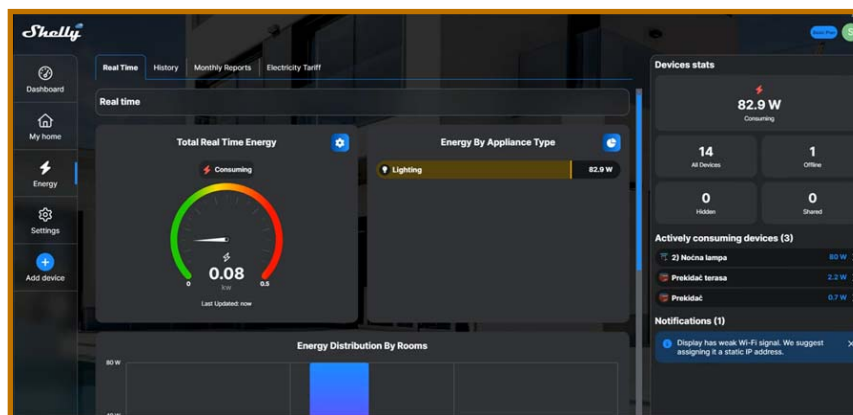 Shelly
Dashboard
My home
Energy
Settings
Add device
Real Time
History
Monthly Reports
Electricity Tariff
Real time
Total Real Time Energy
Consuming
0.08
kw
0
0.5
Last Updated: now
Energy By Appliance Type
Lighting
82.9 W
Energy Distribution By Rooms
80 W
S
Devices stats
82.9 W
Consuming
14
All Devices
1
Offline
0
Hidden
0
Shared
Actively consuming devices (3)
2) Noćna lampa
80 W
Prekidač terasa
2.2 W
Prekidač
0.7 W
Notifications (1)
Display has weak Wi-Fi signal. We suggest
assigning it a static IP address.